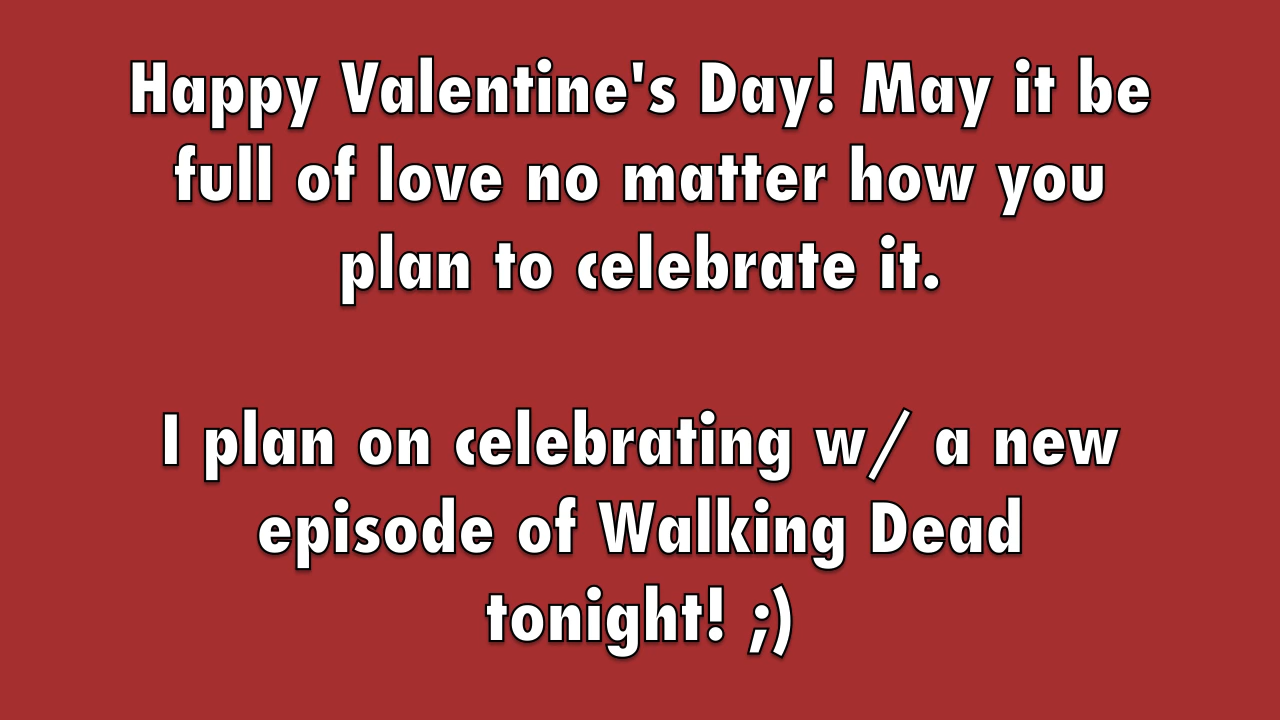 Happy Valentine's Day! May it be
full of love no matter how you
plan to celebrate it.
I plan on celebrating w/ a new
episode of Walking Dead
tonight! ;)